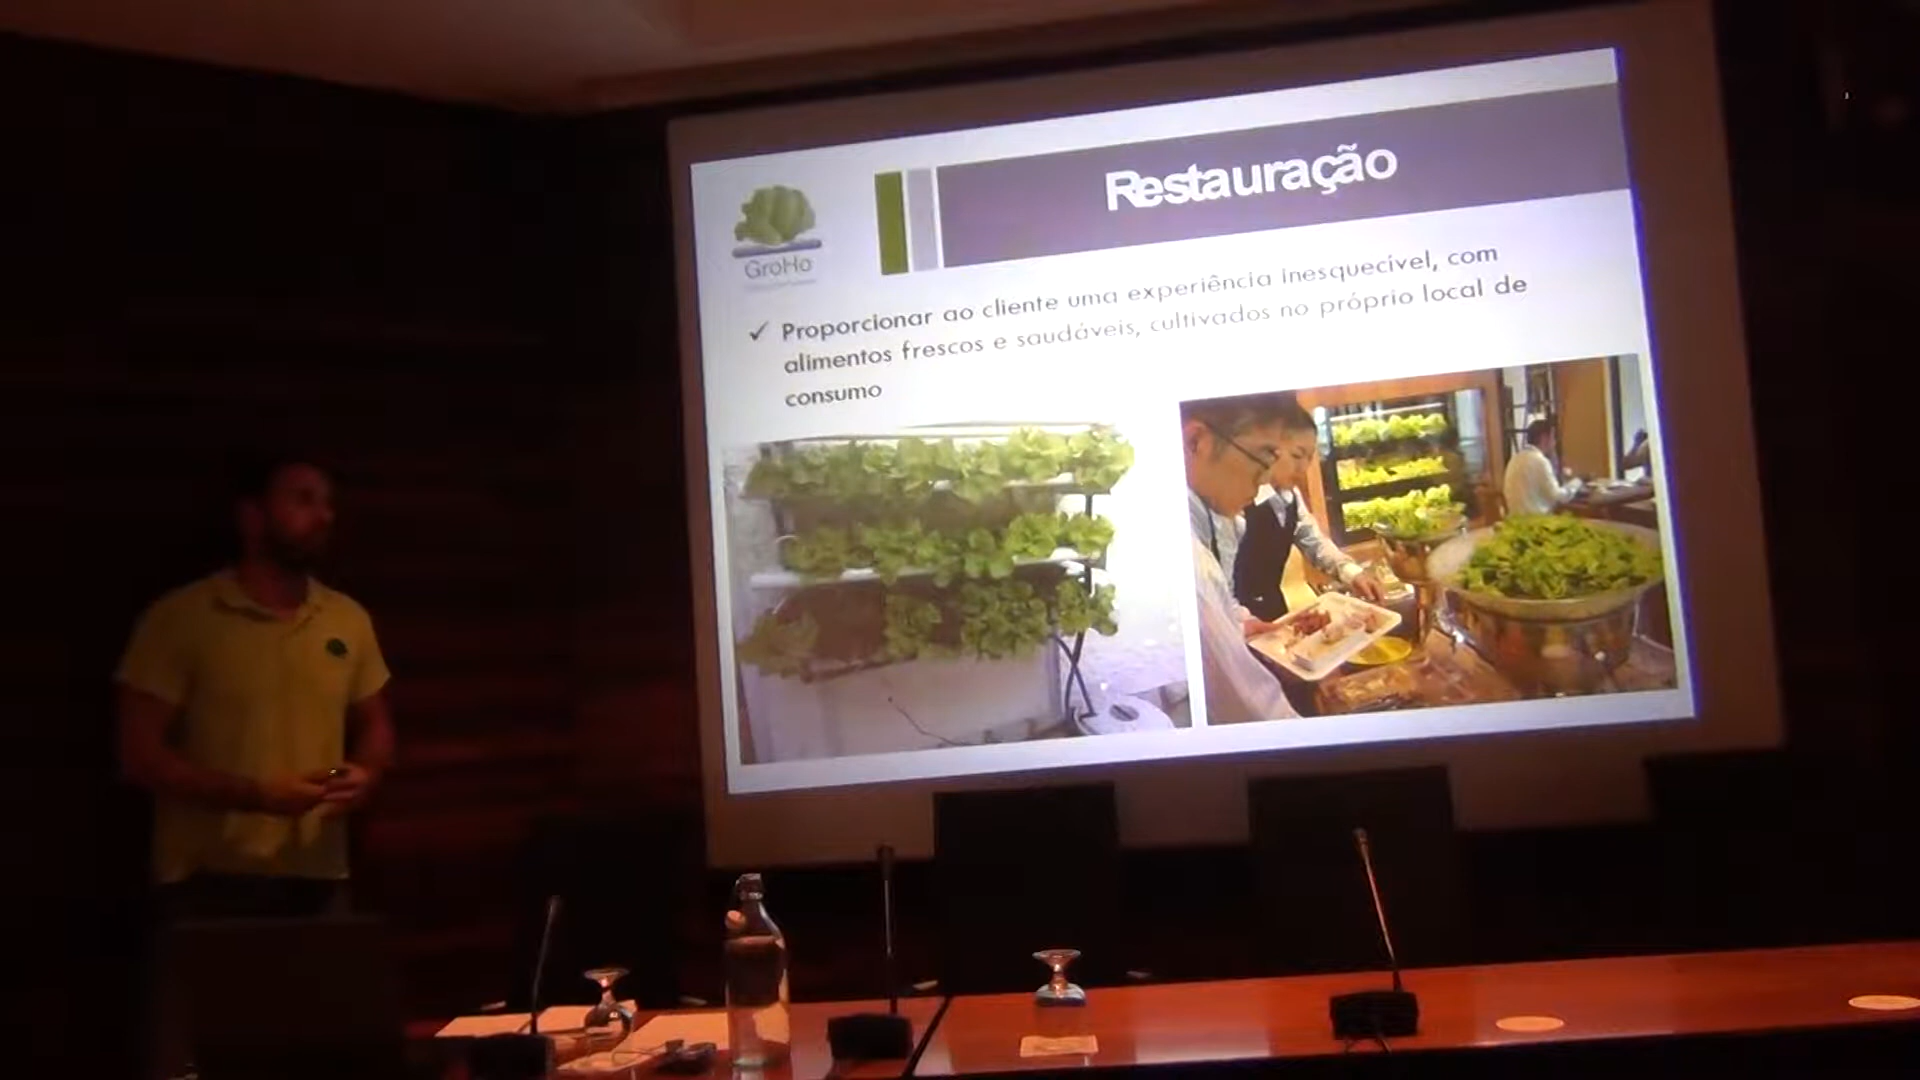 Restauração
GroHo
✓ Proporcionar ao cliente uma experiência inesquecível, com
alimentos frescos e saudáveis, cultivados no próprio local de
consumo